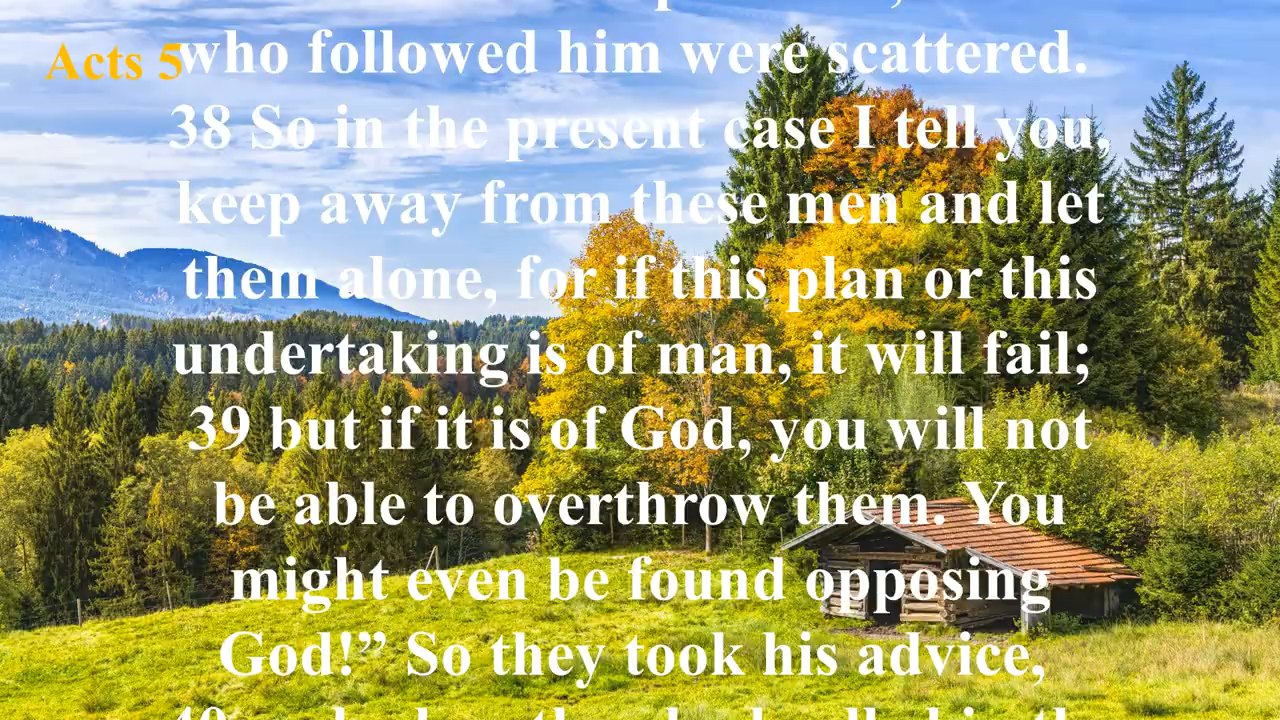 Acts 5
who followed him were scattered.
38 So in the present case I tell you,
keep away from these men and let
them alone, for if this plan or this
undertaking is of man, it will fail;
39 but if it is of God, you will not
be able to overthrow them. You
might even be found opposing
God!” So they took his advice,